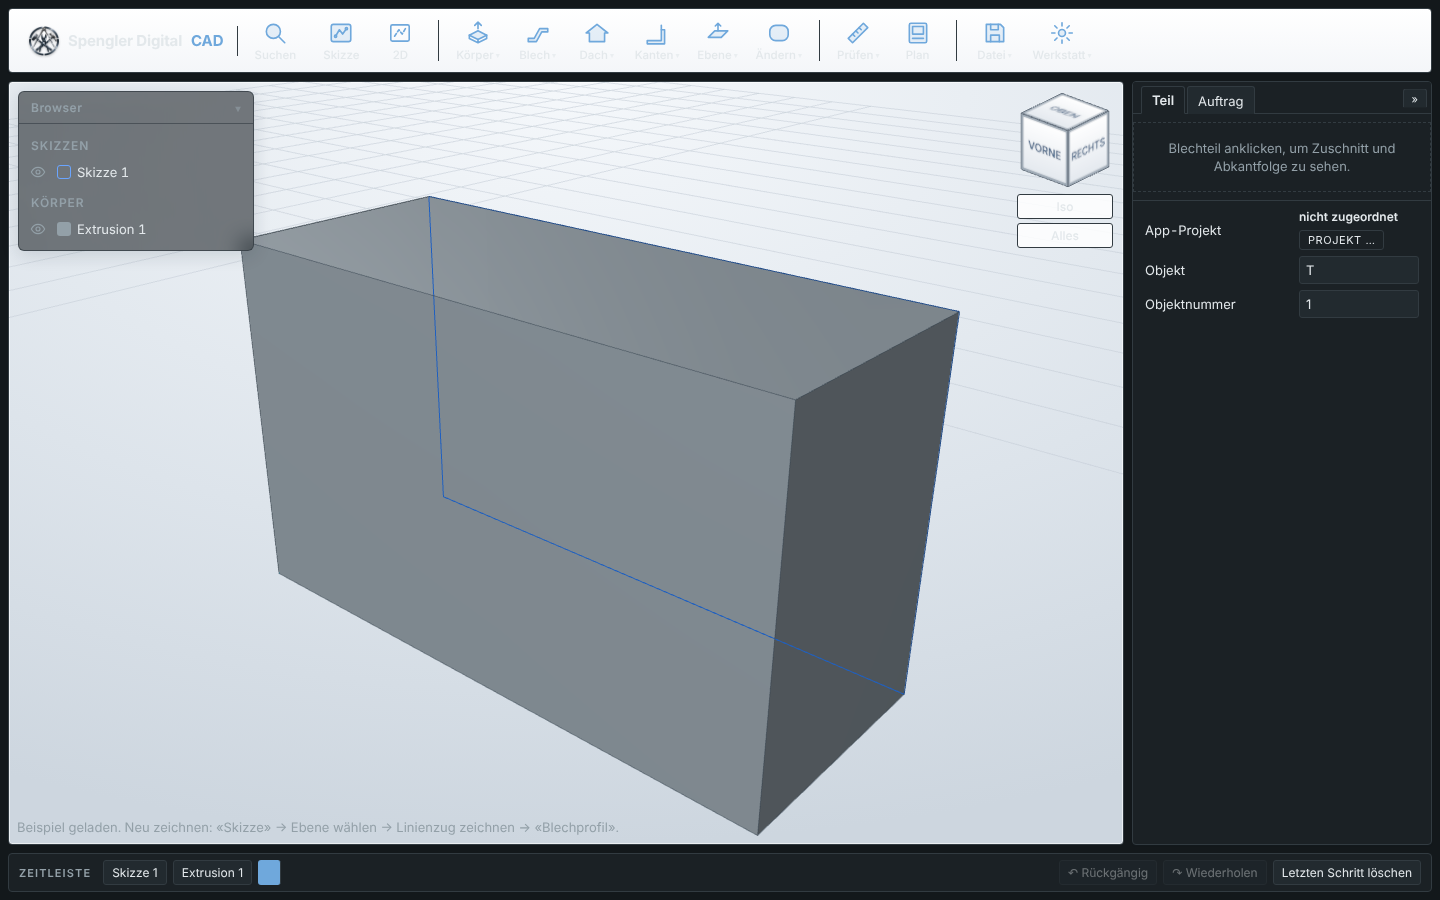 Spengler Digital CAD
Suchen Skizze 2D Körper Blech Dach Kanten Ebene Ändern Prüfen Plan Datei Werkstatt
Browser
SKIZZEN
Skizze 1
KÖRPER
Extrusion 1
OBEN
VORNE RECHTS
Iso
Alles
Beispiel geladen. Neu zeichnen: «Skizze» → Ebene wählen → Linienzug zeichnen → «Blechprofil».
Teil Auftrag »
Blechteil anklicken, um Zuschnitt und
Abkantfolge zu sehen.
App-Projekt nicht zugeordnet
PROJEKT ...
Objekt T
Objektnummer 1
ZEITLEISTE Skizze 1 Extrusion 1 ↶ Rückgängig ↷ Wiederholen Letzten Schritt löschen